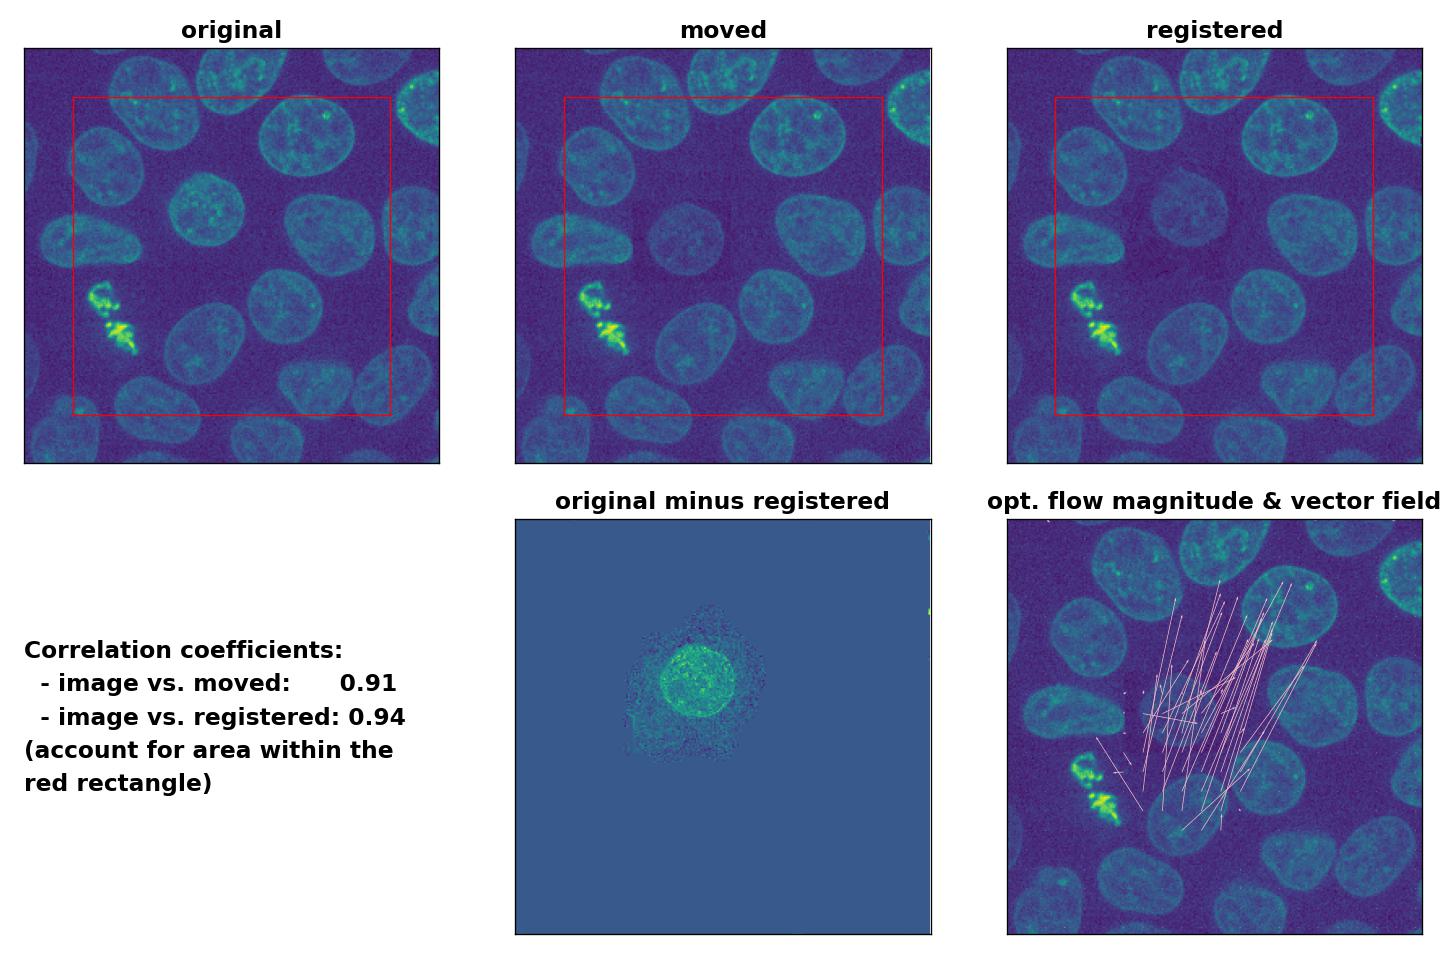 original
moved
registered
original minus registered
opt. flow magnitude & vector field
Correlation coefficients:
- image vs. moved: 0.91
- image vs. registered: 0.94
(account for area within the
red rectangle)